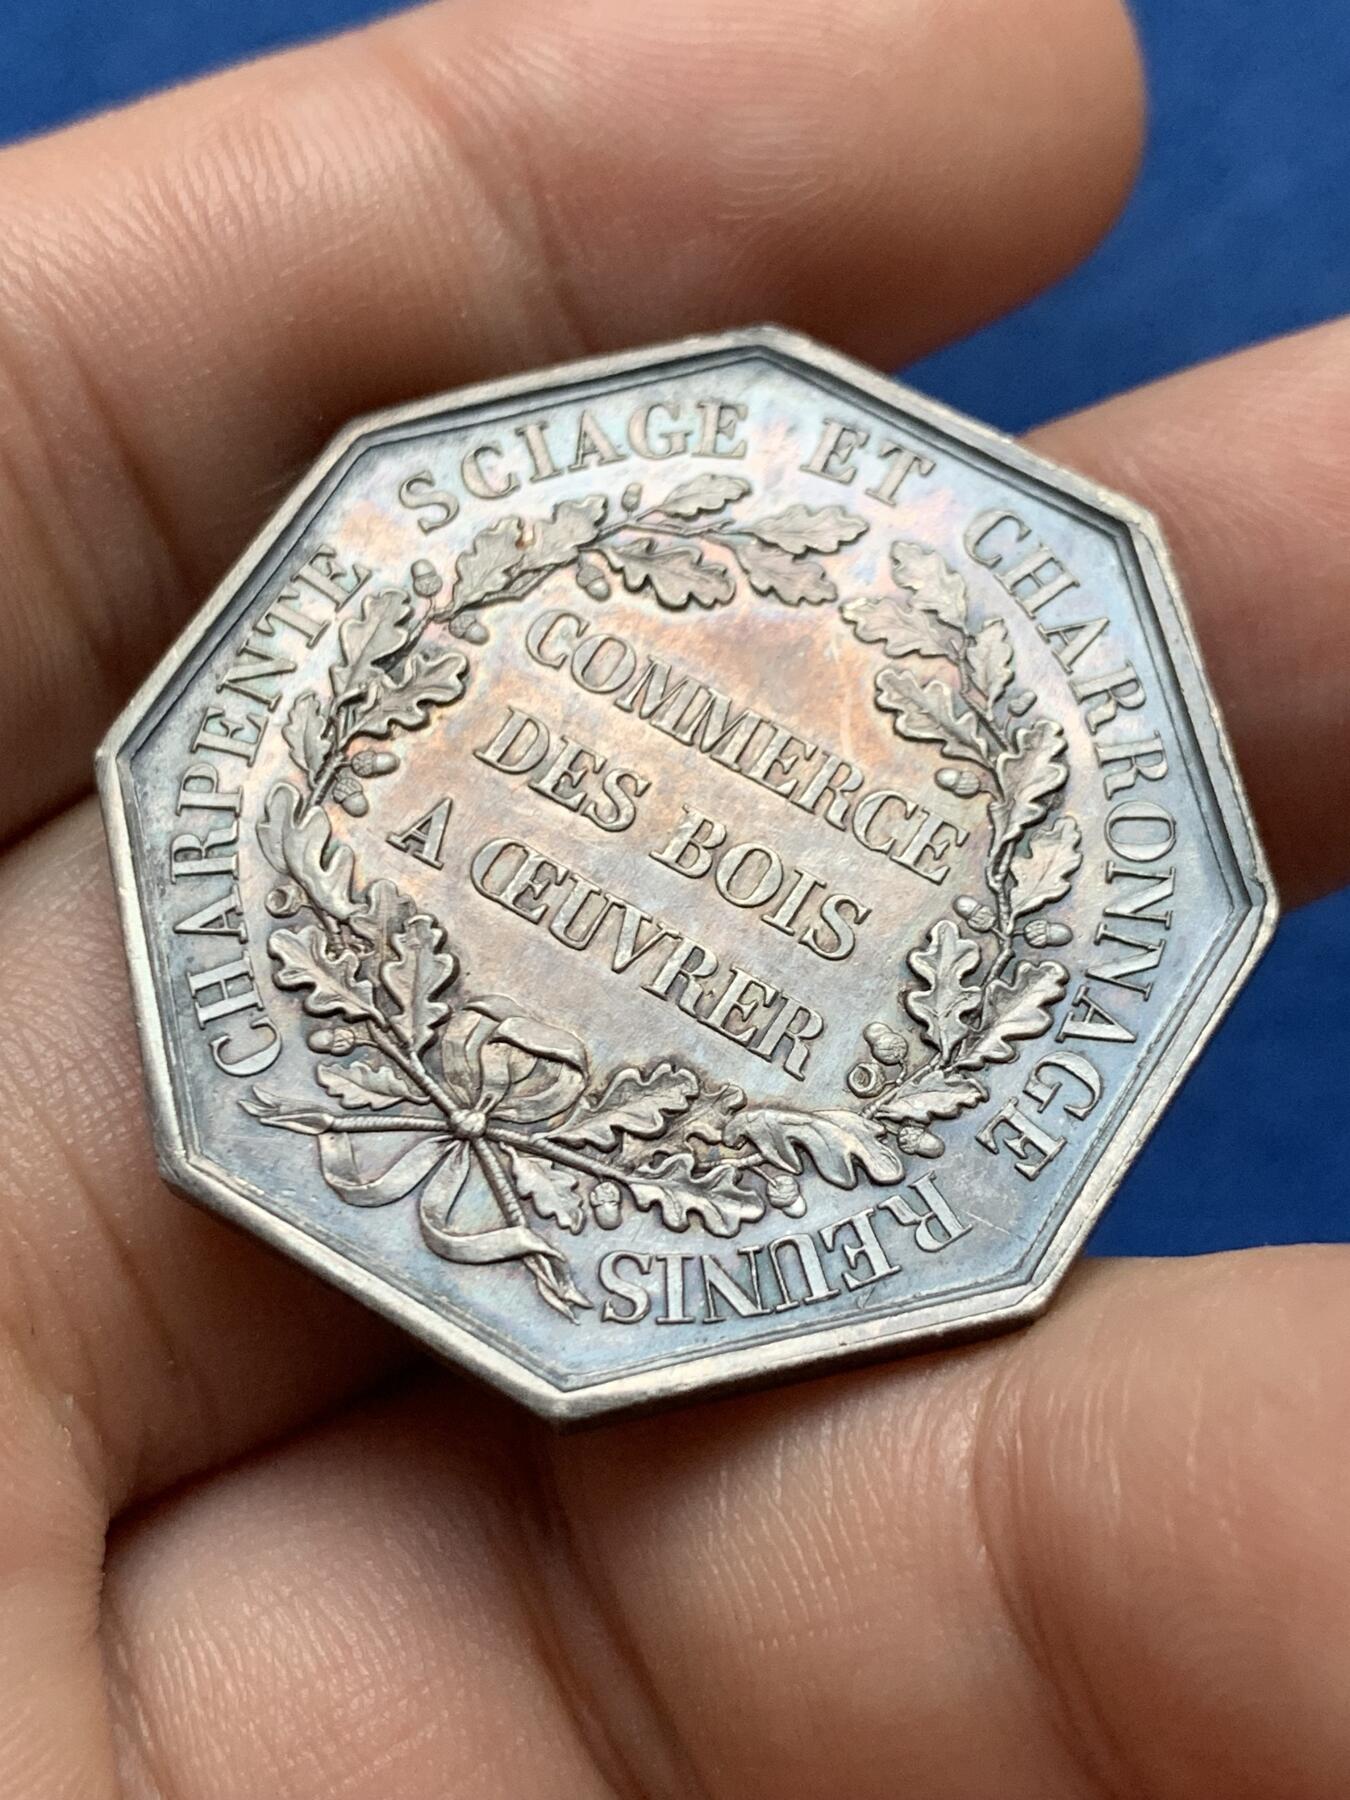 CHARPENTE SCIAGE ET CHARRONNAGE REUNIS
COMMERCE
DES BOIS
A ŒUVRER